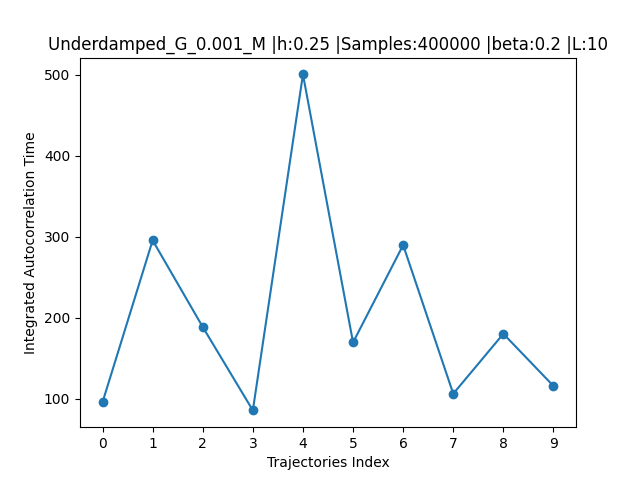 Underdamped_G_0.001_M |h:0.25 |Samples:400000 |beta:0.2 |L:10
500
400
300
200
100
Integrated Autocorrelation Time
0 1 2 3 4 5 6 7 8 9
Trajectories Index